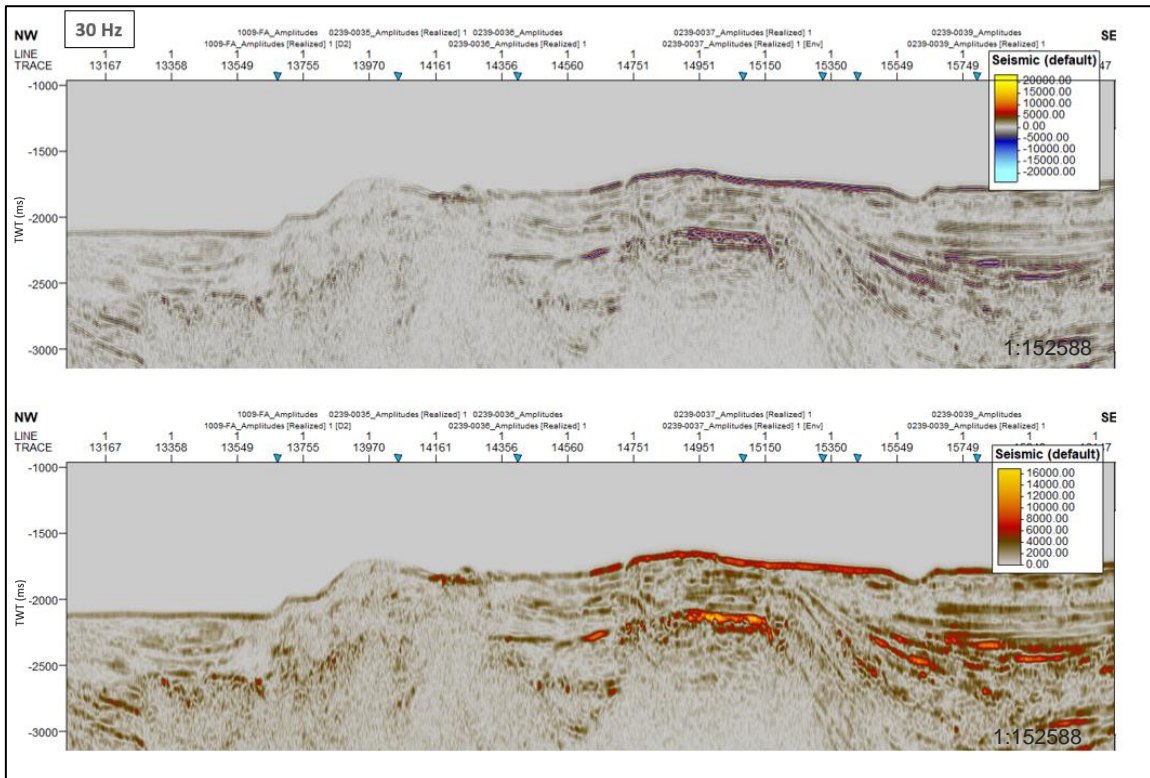 30 Hz
NW
1009-FA_Amplitudes 0239-0035_Amplitudes [Realized] 1 0239-0036_Amplitudes 0239-0037_Amplitudes [Realized] 1 0239-0039_Amplitudes
SE
1009-FA_Amplitudes [Realized] 1 [D2] 0239-0036_Amplitudes [Realized] 1 0239-0037_Amplitudes [Realized] 1 [Env] 0239-0039_Amplitudes [Realized] 1
LINE 1 1 1 1 1 1 1 1 1 1 1 1 1 1
TRACE 13167 13358 13549 13755 13970 14161 14356 14560 14751 14951 15150 15350 15549 15749
Seismic (default)
20000.00
15000.00
10000.00
5000.00
0.00
-5000.00
-10000.00
-15000.00
-20000.00
TWT (ms)
-1000
-1500
-2000
-2500
-3000
1:152588
NW
1009-FA_Amplitudes 0239-0035_Amplitudes [Realized] 1 0239-0036_Amplitudes 0239-0037_Amplitudes [Realized] 1 0239-0039_Amplitudes
SE
1009-FA_Amplitudes [Realized] 1 [D2] 0239-0036_Amplitudes [Realized] 1 0239-0037_Amplitudes [Realized] 1 [Env] 0239-0039_Amplitudes [Realized] 1
LINE 1 1 1 1 1 1 1 1 1 1 1 1 1 1 1 1
TRACE 13167 13358 13549 13755 13970 14161 14356 14560 14751 14951 15150 15350 15549 15749
Seismic (default)
16000.00
14000.00
12000.00
10000.00
8000.00
6000.00
4000.00
2000.00
0.00
TWT (ms)
-1000
-1500
-2000
-2500
-3000
1:152588